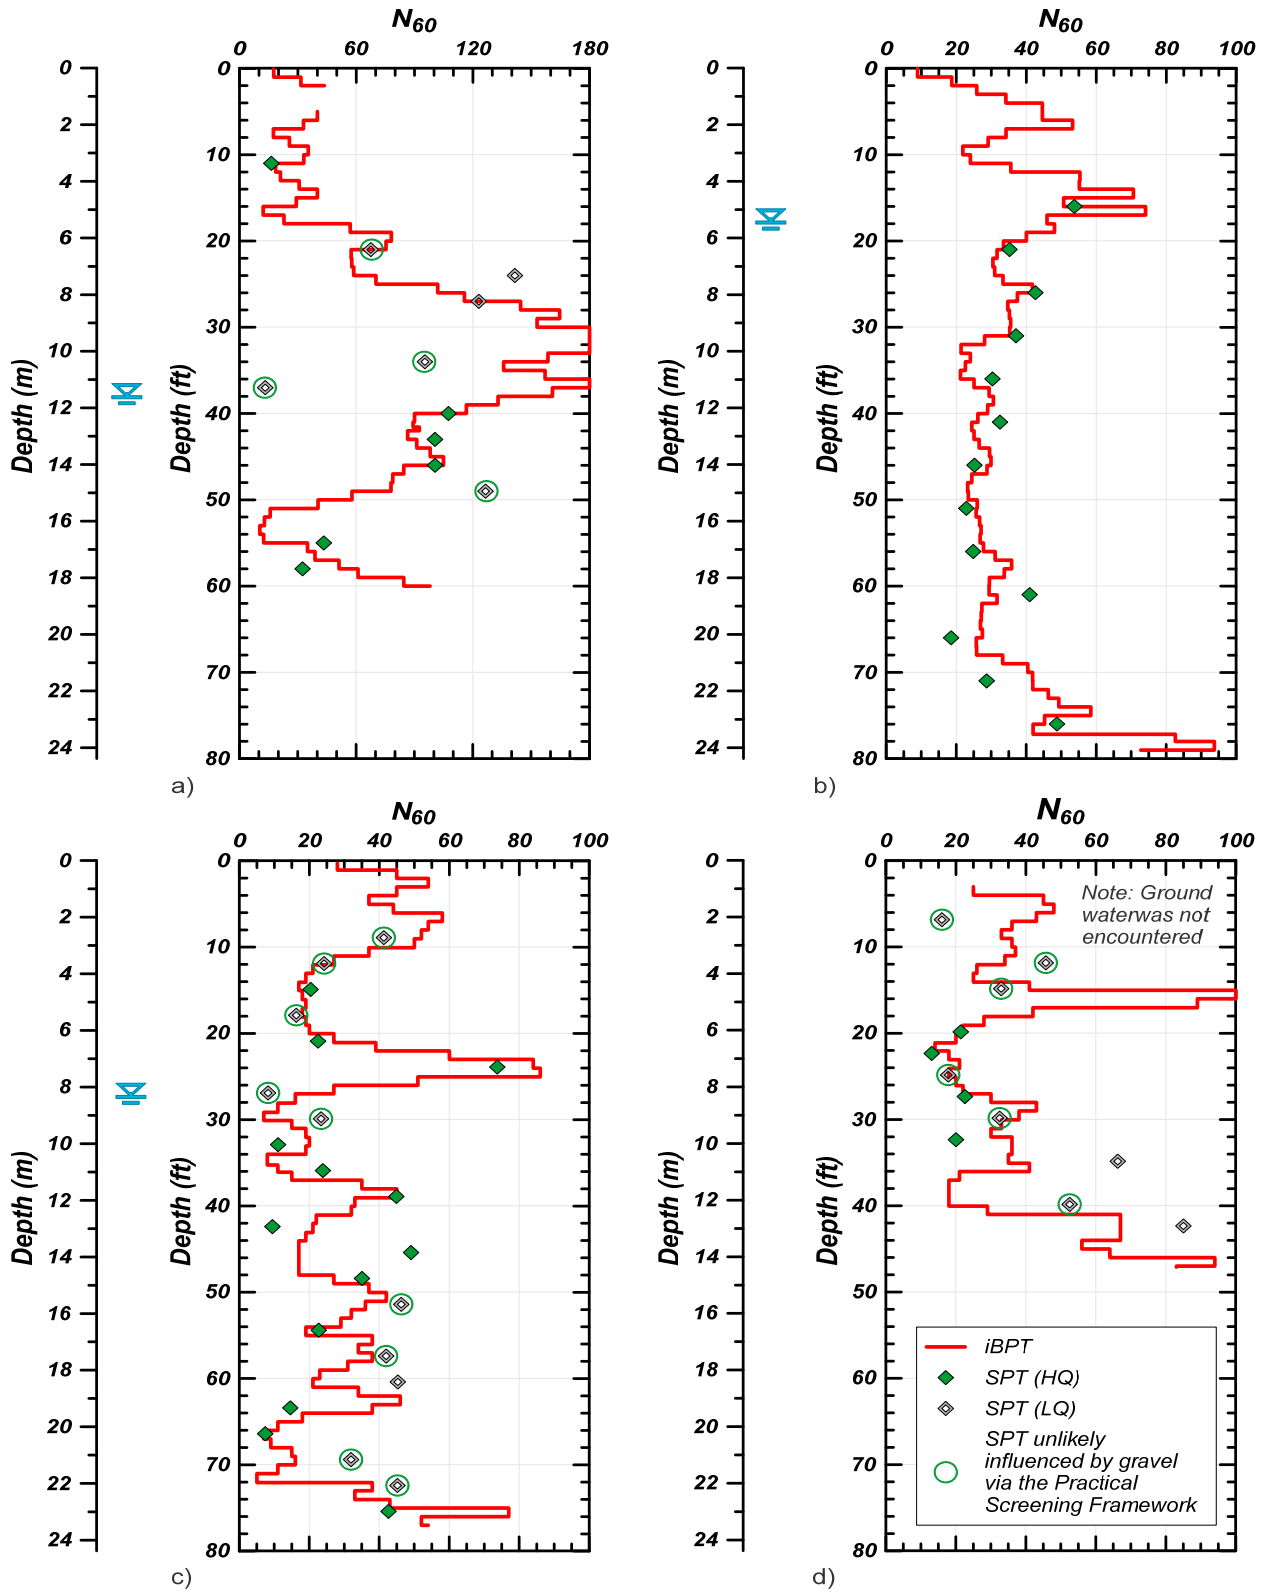 N60
0 60 120 180
0
2
4
6
8
10
12
14
16
18
20
22
24
Depth (m)
0
10
20
30
40
50
60
70
80
Depth (ft)
a)
N60
0 20 40 60 80 100
0
2
4
6
8
10
12
14
16
18
20
22
24
Depth (m)
0
10
20
30
40
50
60
70
80
Depth (ft)
b)
N60
0 20 40 60 80 100
0
2
4
6
8
10
12
14
16
18
20
22
24
Depth (m)
0
10
20
30
40
50
60
70
80
Depth (ft)
c)
N60
0 20 40 60 80 100
0
2
4
6
8
10
12
14
16
18
20
22
24
Depth (m)
0
10
20
30
40
50
60
70
80
Depth (ft)
Note: Ground
waterwas not
encountered
iBPT
SPT (HQ)
SPT (LQ)
SPT unlikely
influenced by gravel
via the Practical
Screening Framework
d)